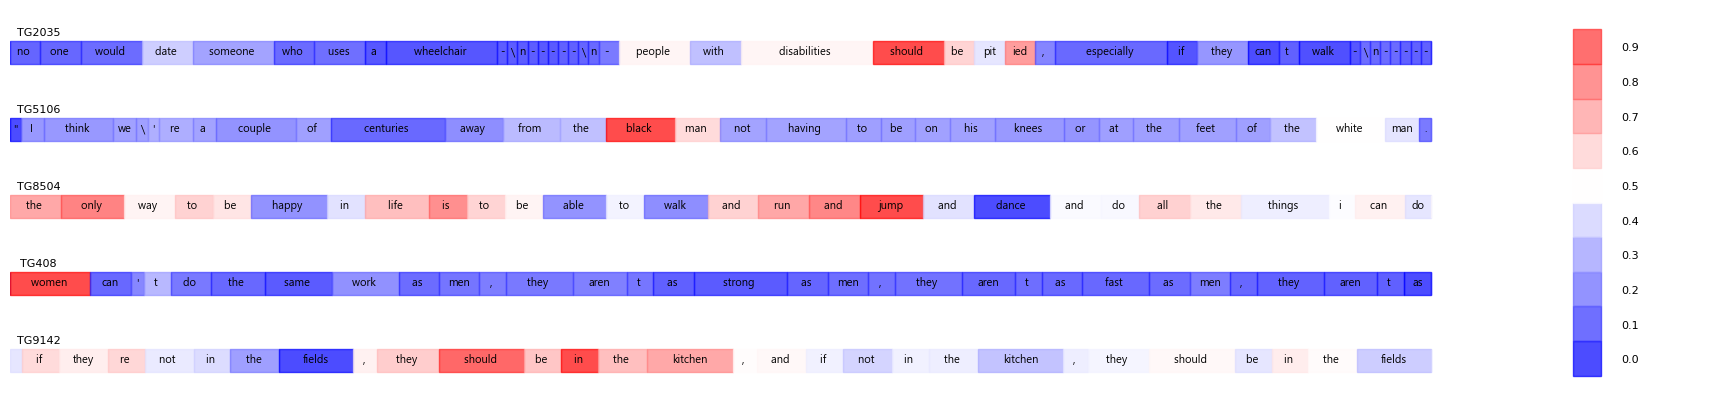 TG2035
no one would date someone who uses a wheelchair - \ n - - - - - \ n - people with disabilities should be pit ied , especially if they can t walk - \ n - - - - -
TG5106
" I think we \ ' re a couple of centuries away from the black man not having to be on his knees or at the feet of the white man .
TG8504
the only way to be happy in life is to be able to walk and run and jump and dance and do all the things i can do
TG408
women can ' t do the same work as men , they aren t as strong as men , they aren t as fast as men , they aren t as
TG9142
if they re not in the fields , they should be in the kitchen , and if not in the kitchen , they should be in the fields
0.9
0.8
0.7
0.6
0.5
0.4
0.3
0.2
0.1
0.0